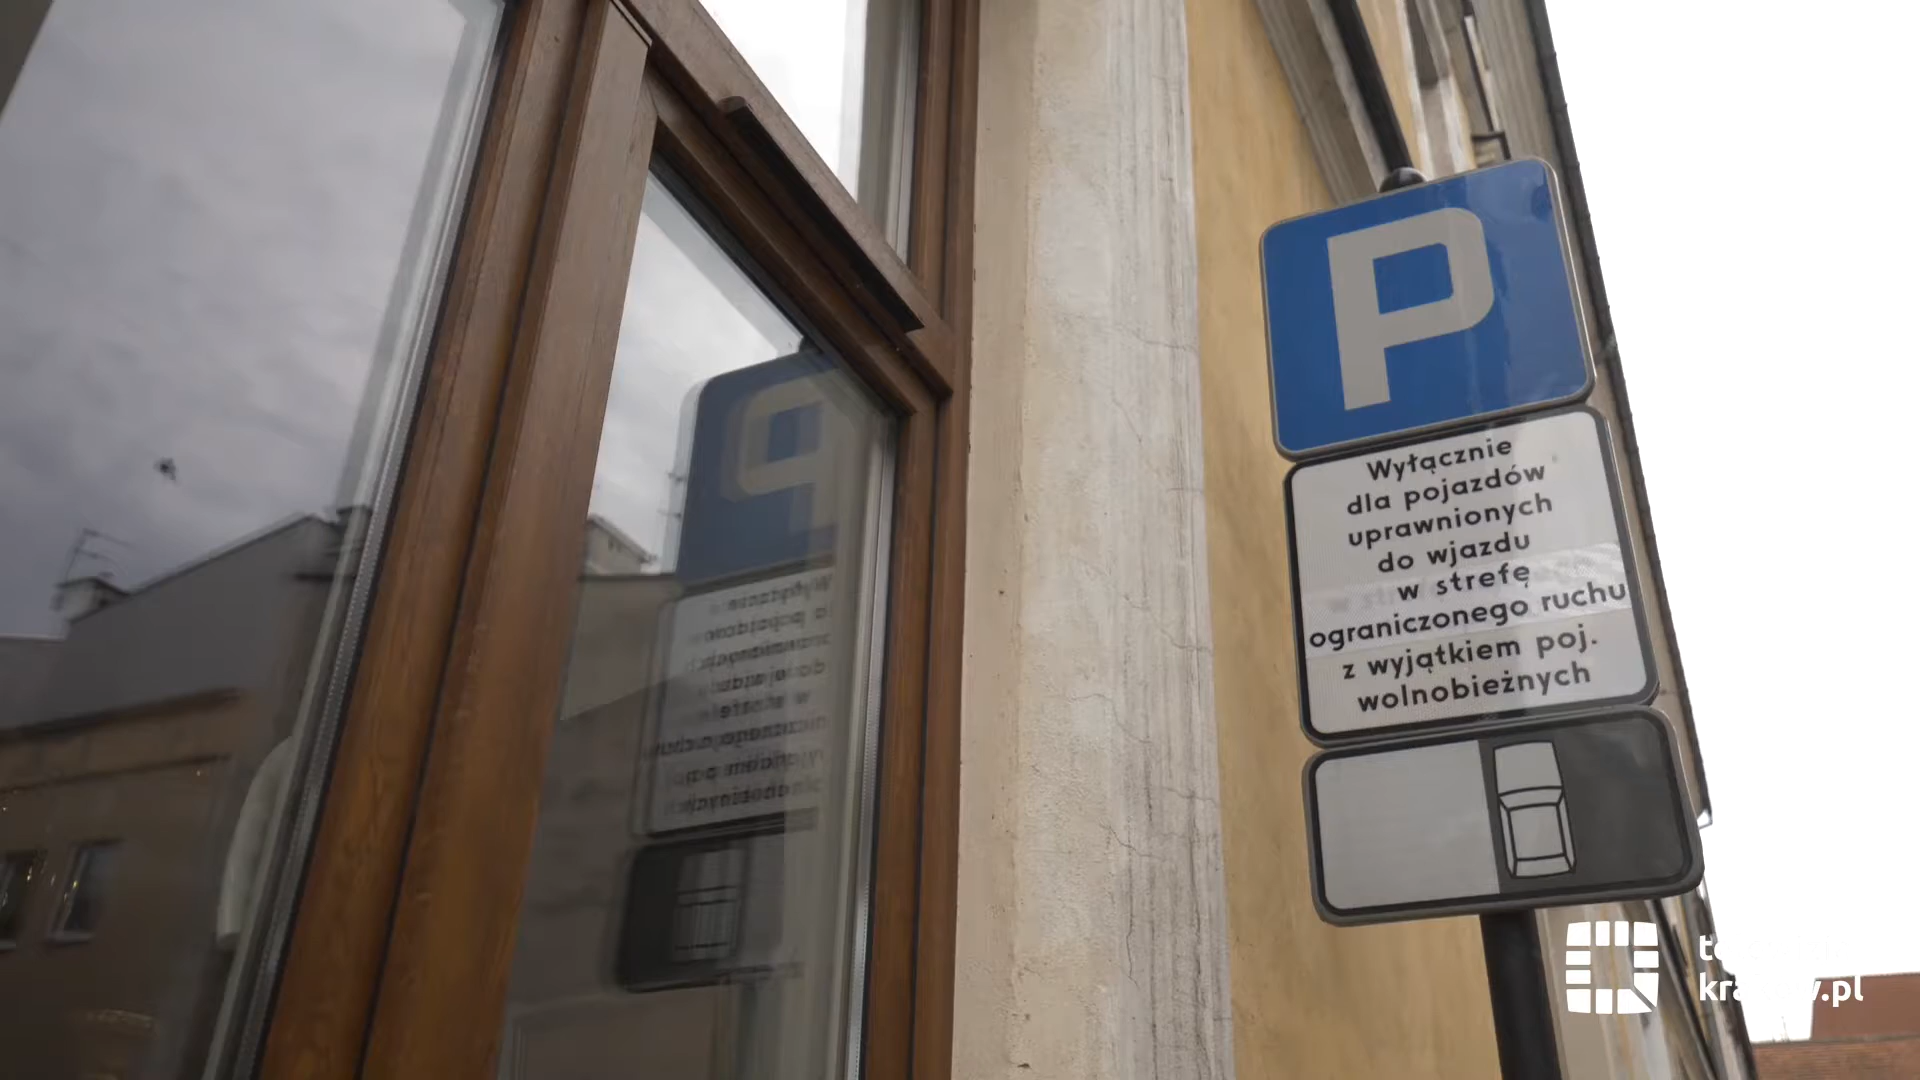 P
Wyłącznie
dla pojazdów
uprawnionych
do wjazdu
w strefę
ograniczonego ruchu
z wyjątkiem poj.
wolnobieżnych